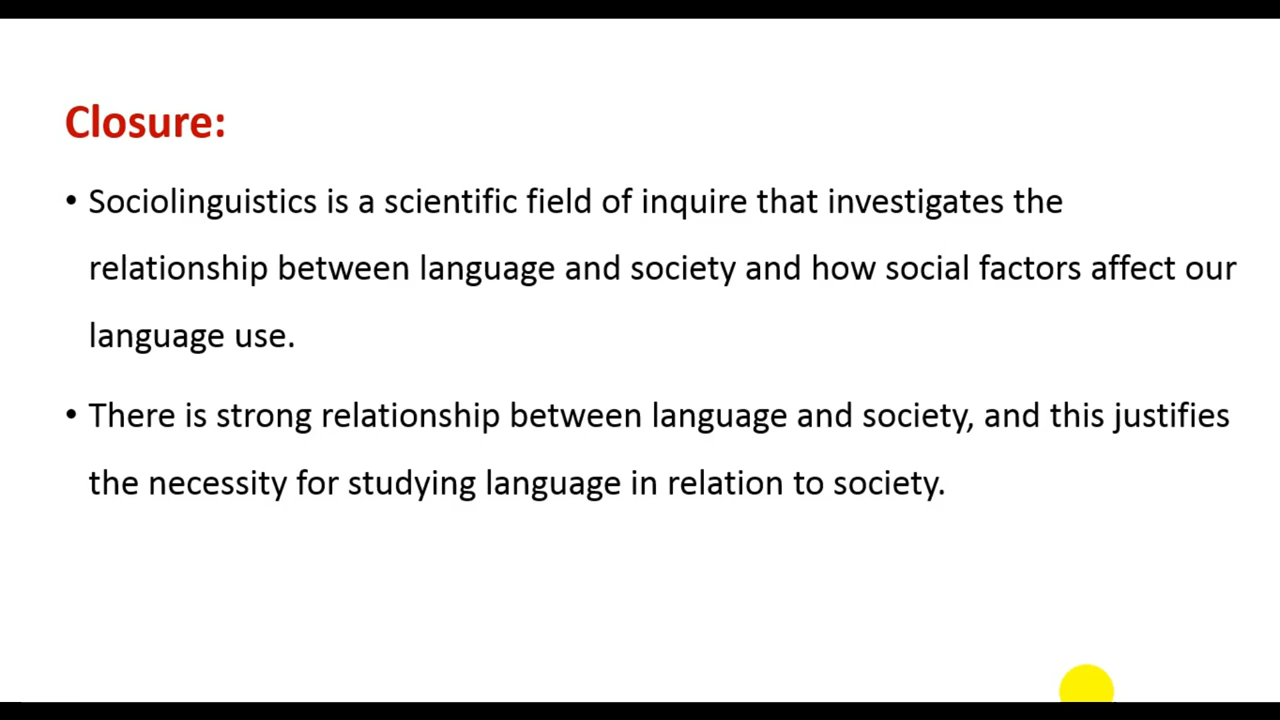 Closure:
• Sociolinguistics is a scientific field of inquire that investigates the
relationship between language and society and how social factors affect our
language use.
• There is strong relationship between language and society, and this justifies
the necessity for studying language in relation to society.